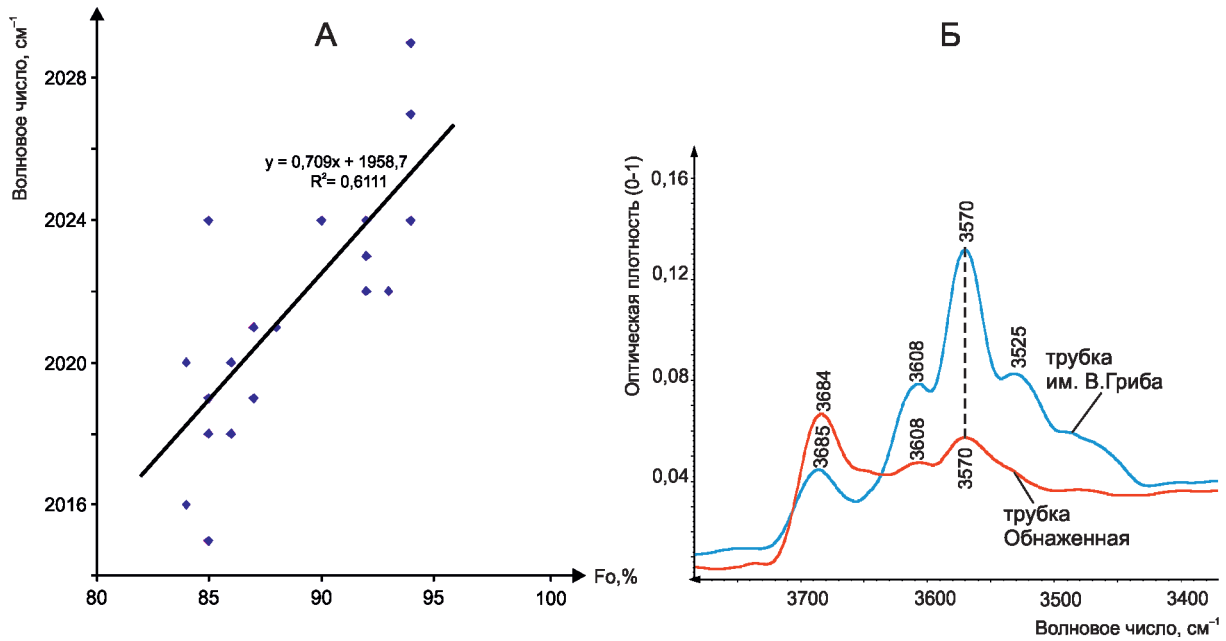 А
Волновое число, см⁻¹
2028
2024
2020
2016
y = 0,709x + 1958,7
R²= 0,6111
80
85
90
95
100
Fo,%
Б
Оптическая плотность (0-1)
0,16
0,12
0,08
0,04
3684
3685
3608
3608
3570
3570
3525
трубка
им. В.Гриба
трубка
Обнаженная
3700
3600
3500
3400
Волновое число, см⁻¹